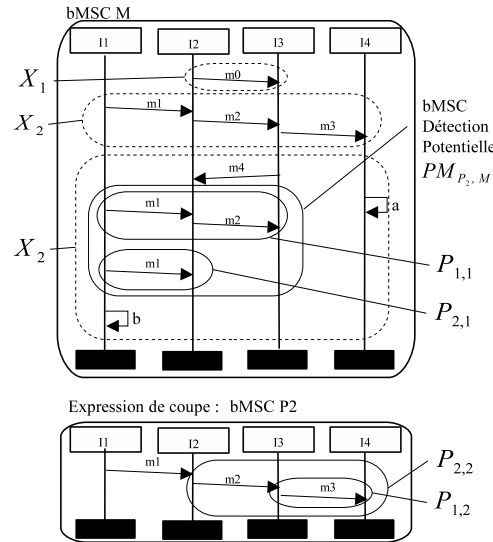 bMSC M
I1 I2 I3 I4
X1
m0
m1
m2
m3
X2
bMSC
Détection
Potentielle
PM P2, M
m4
m1
m2
a
X2
P1,1
m1
P2,1
b
Expression de coupe : bMSC P2
I1 I2 I3 I4
m1
m2
m3
P2,2
P1,2